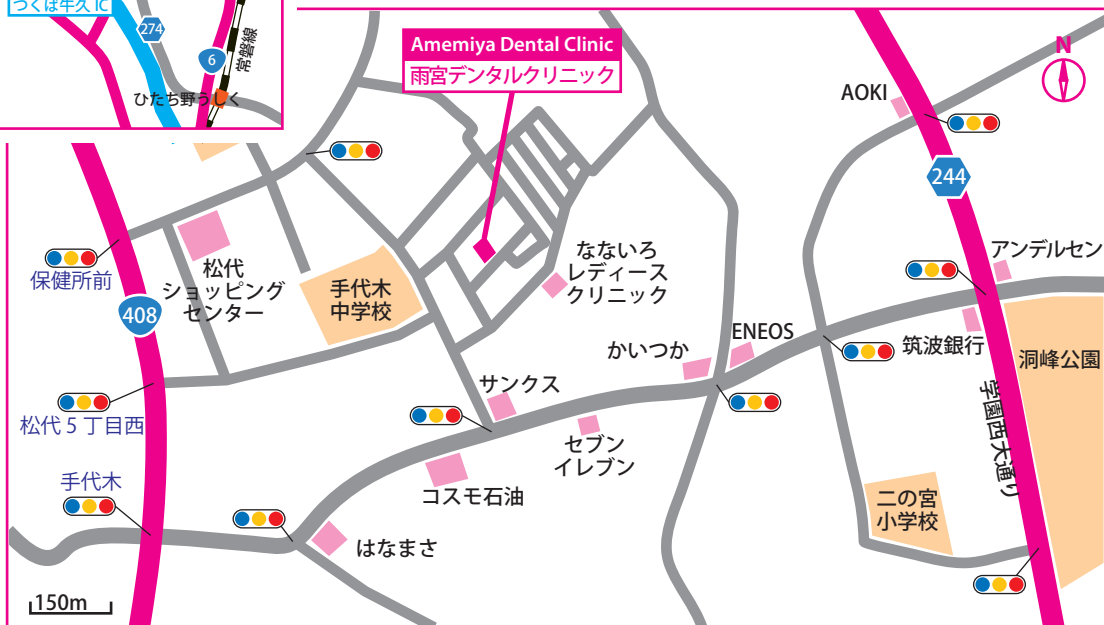 つくば牛久 IC
274
6
常磐線
ひたち野うしく
Amemiya Dental Clinic
雨宮デンタルクリニック
N
AOKI
244
保健所前
408
松代
ショッピング
センター
手代木
中学校
なないろ
レディース
クリニック
アンデルセン
かいつか
ENEOS
筑波銀行
洞峰公園
松代 5 丁目西
サンクス
セブン
イレブン
学園西大通り
手代木
コスモ石油
二の宮
小学校
はなまさ
150m